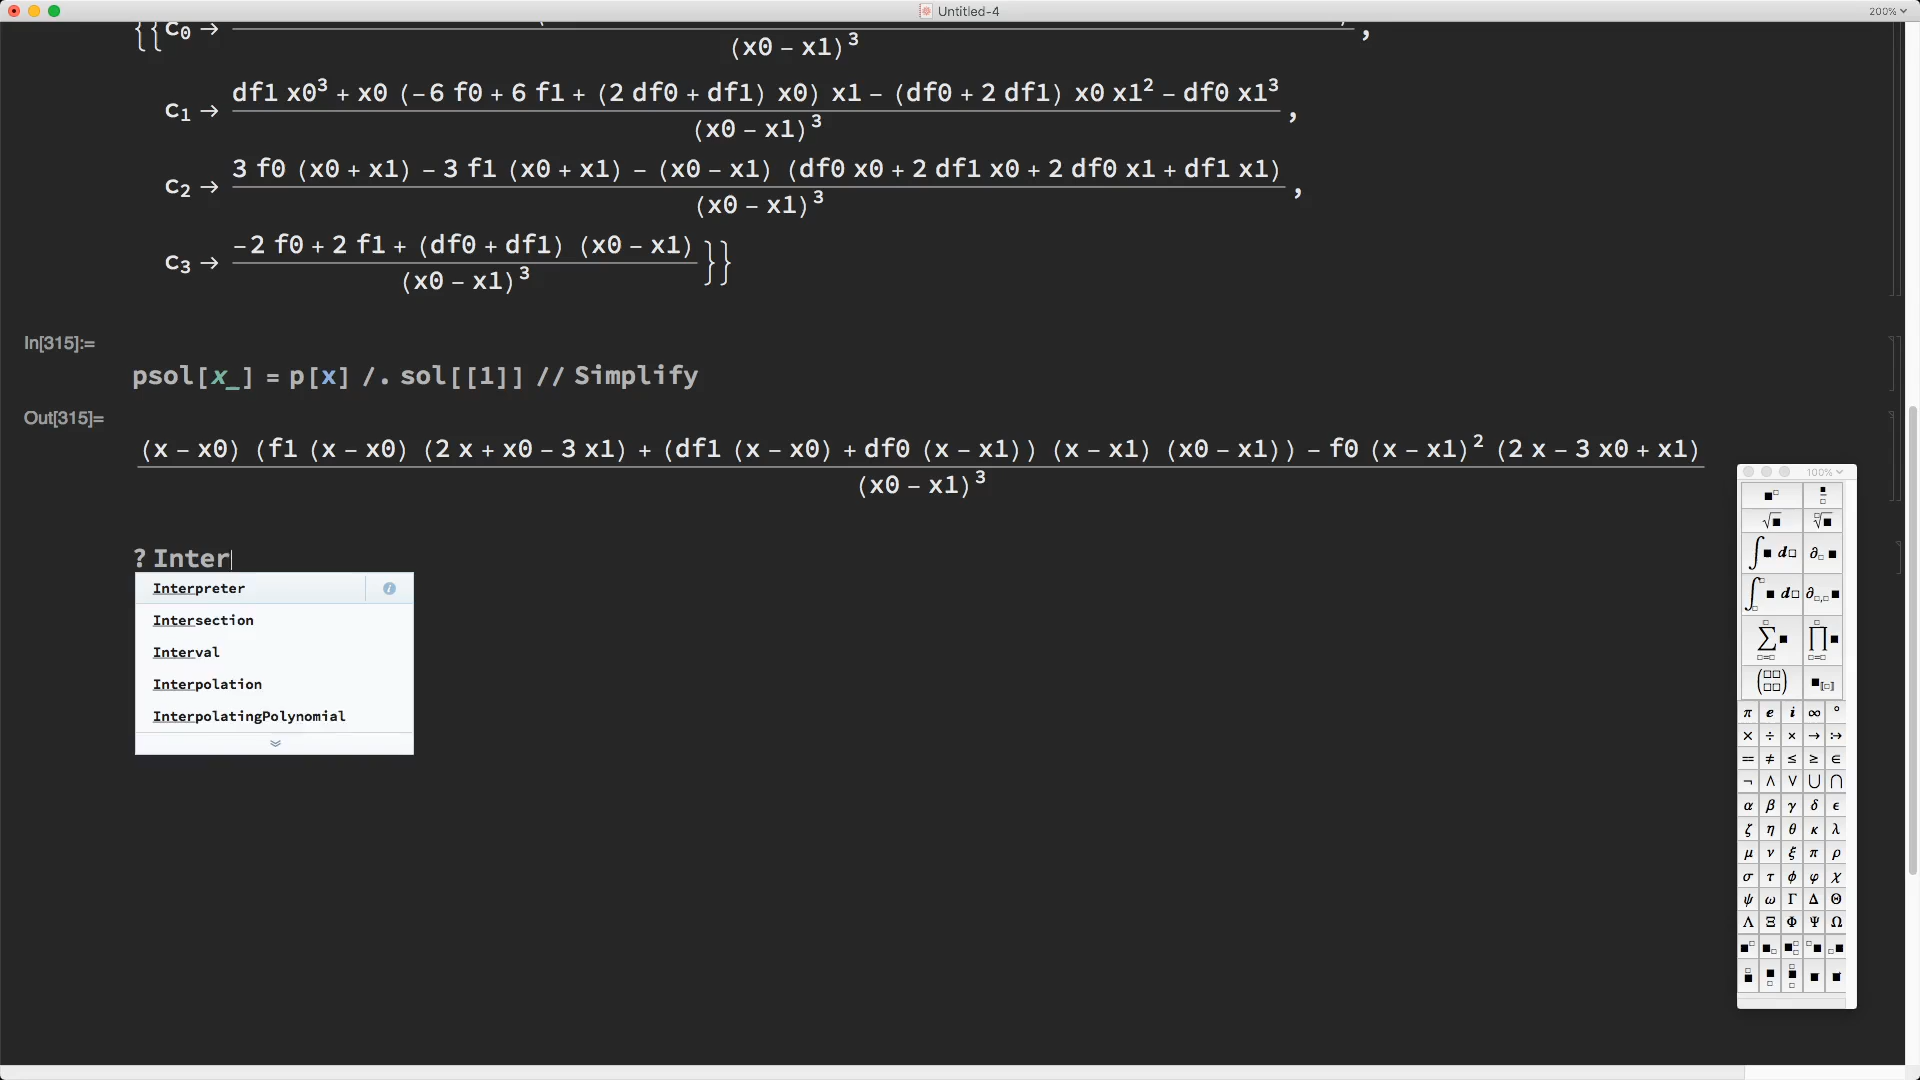 Untitled-4
200%
{{c₀ →
(x0 – x1)³ ,
c₁ → (df1 x0³ + x0 (–6 f0 + 6 f1 + (2 df0 + df1) x0) x1 – (df0 + 2 df1) x0 x1² – df0 x1³)/(x0 – x1)³ ,
c₂ → (3 f0 (x0 + x1) – 3 f1 (x0 + x1) – (x0 – x1) (df0 x0 + 2 df1 x0 + 2 df0 x1 + df1 x1))/(x0 – x1)³ ,
c₃ → (–2 f0 + 2 f1 + (df0 + df1) (x0 – x1))/(x0 – x1)³ }}
In[315]:=
psol[x_] = p[x] /. sol[[1]] // Simplify
Out[315]=
((x – x0) (f1 (x – x0) (2 x + x0 – 3 x1) + (df1 (x – x0) + df0 (x – x1)) (x – x1) (x0 – x1)) – f0 (x – x1)² (2 x – 3 x0 + x1))/(x0 – x1)³
? Inter
Interpreter
Intersection
Interval
Interpolation
InterpolatingPolynomial
100%
■□ ■/□
√■ □√■
∫■ d□ ∂□ ■
∫□ ■ d□ ∂□,□ ■
∑■ □=□ ∏■ □=□
(□□ □□) ■[[□]]
π e i ∞ °
× ÷ × → :→
== ≠ ≤ ≥ ∈
¬ ∧ ∨ ∪ ∩
α β γ δ ϵ
ζ η θ κ λ
μ ν ξ π ρ
σ τ ϕ φ χ
ψ ω Γ Δ Θ
Λ Ξ Φ Ψ Ω